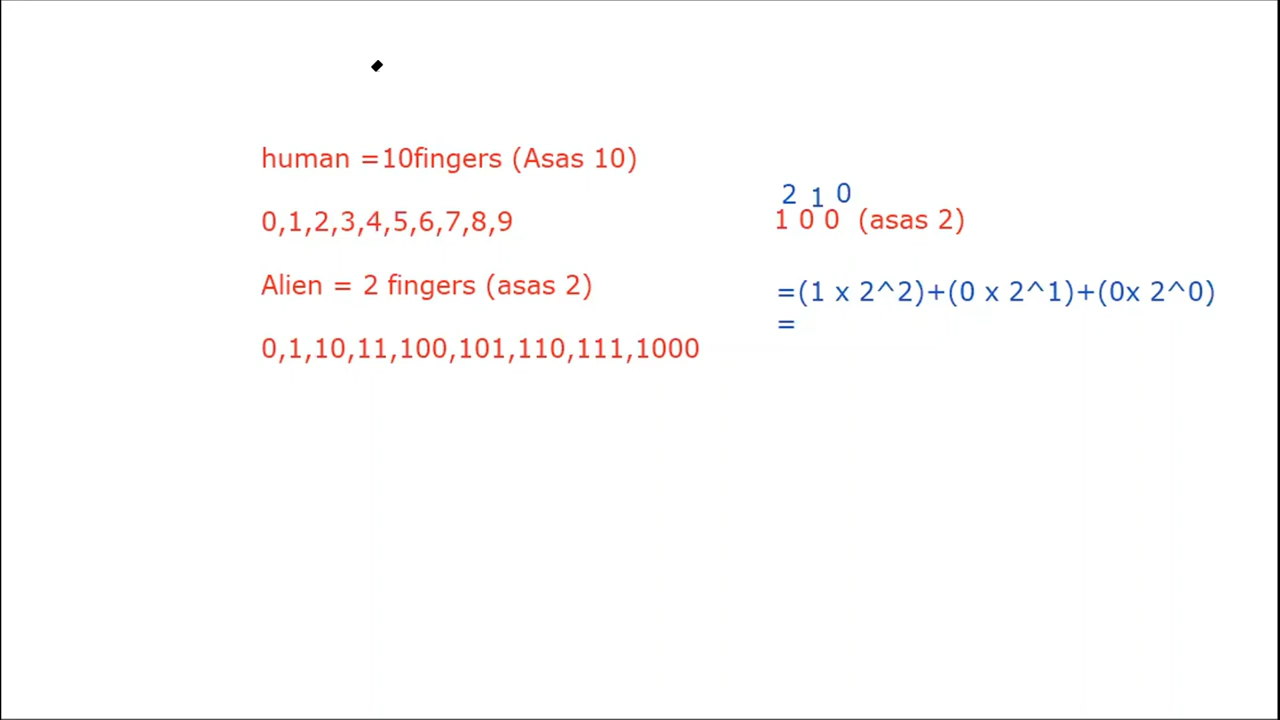 human =10fingers (Asas 10)
0,1,2,3,4,5,6,7,8,9
Alien = 2 fingers (asas 2)
0,1,10,11,100,101,110,111,1000
2 1 0
1 0 0 (asas 2)
=(1 x 2^2)+(0 x 2^1)+(0x 2^0)
=